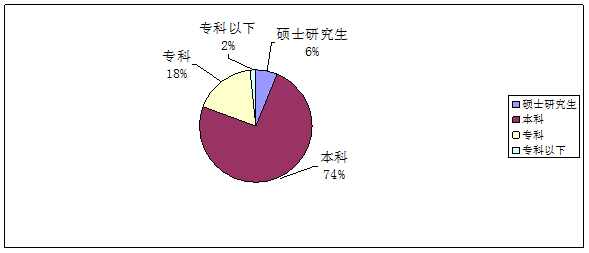 专科以下
2%
硕士研究生
6%
专科
18%
本科
74%
硕士研究生
本科
专科
专科以下